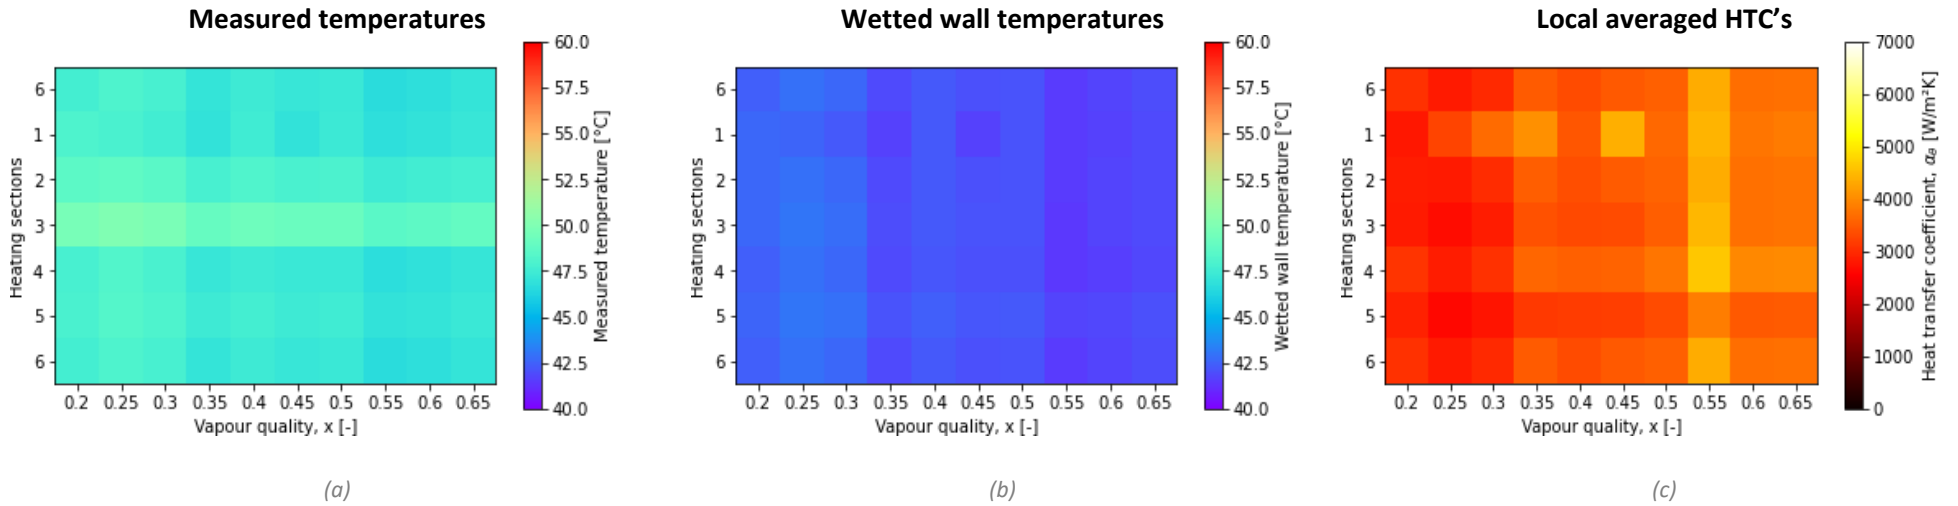 Measured temperatures
60.0
57.5
55.0
52.5
50.0
47.5
45.0
42.5
40.0
Measured temperature [°C]
6
1
2
3
4
5
6
Heating sections
0.2 0.25 0.3 0.35 0.4 0.45 0.5 0.55 0.6 0.65
Vapour quality, x [-]
(a)
Wetted wall temperatures
60.0
57.5
55.0
52.5
50.0
47.5
45.0
42.5
40.0
Wetted wall temperature [°C]
6
1
2
3
4
5
6
Heating sections
0.2 0.25 0.3 0.35 0.4 0.45 0.5 0.55 0.6 0.65
Vapour quality, x [-]
(b)
Local averaged HTC’s
7000
6000
5000
4000
3000
2000
1000
0
Heat transfer coefficient, αθ [W/m²K]
6
1
2
3
4
5
6
Heating sections
0.2 0.25 0.3 0.35 0.4 0.45 0.5 0.55 0.6 0.65
Vapour quality, x [-]
(c)